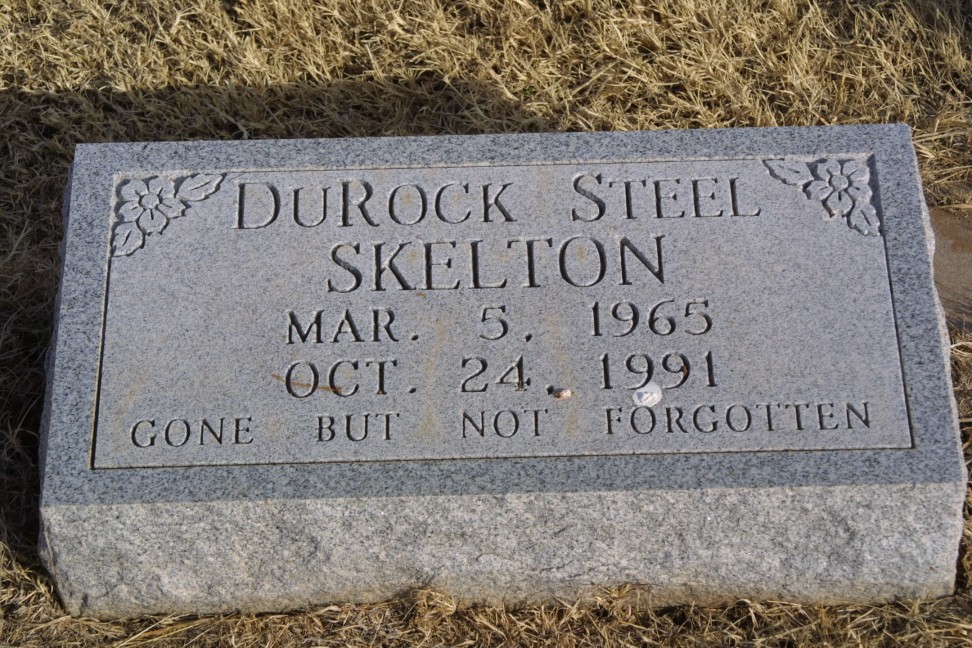 DuRock Steel
Skelton
Mar. 5, 1965
Oct. 24, 1991
Gone But Not Forgotten